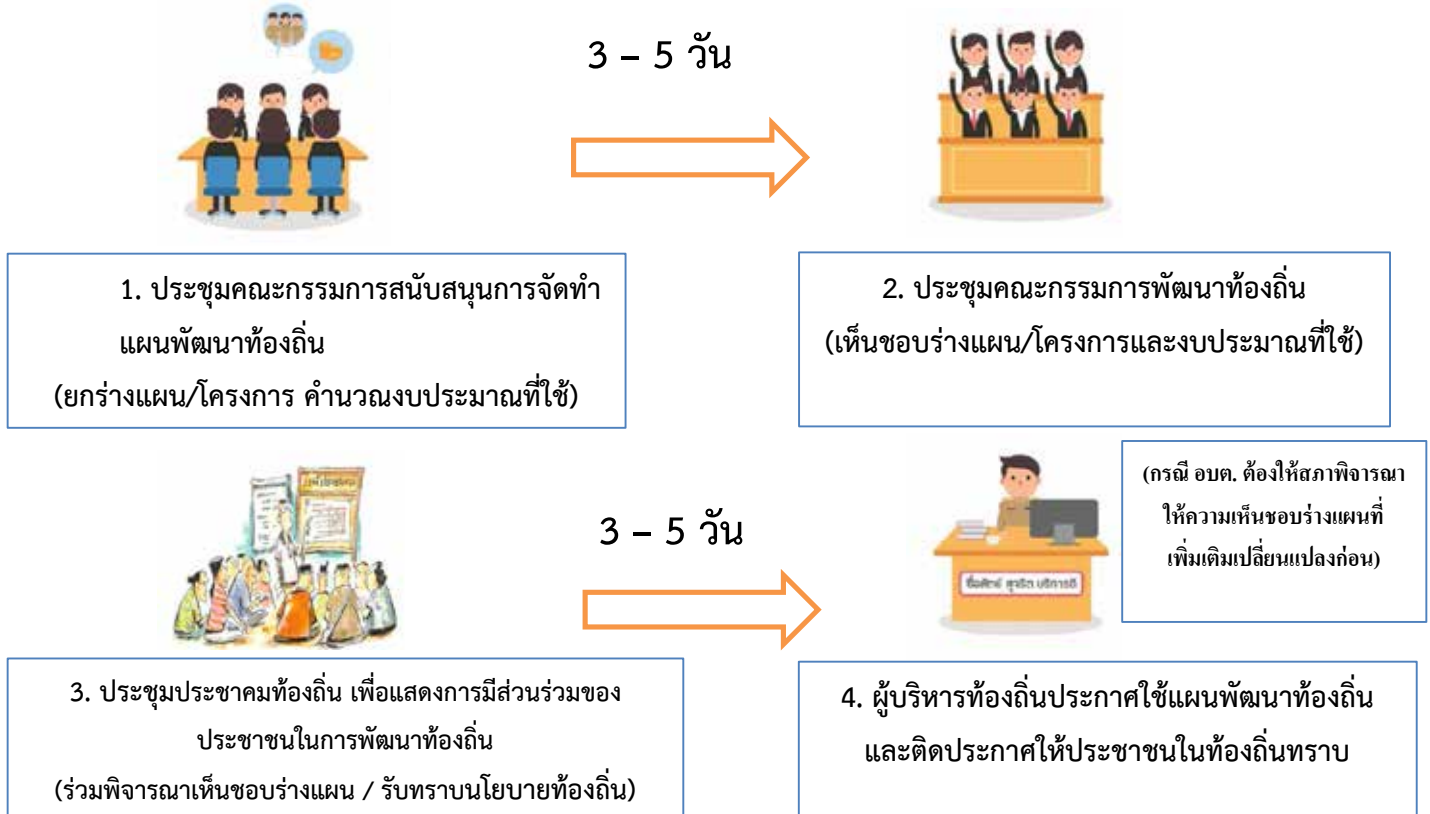 3 – 5 วัน
1. ประชุมคณะกรรมการสนับสนุนการจัดทำ
แผนพัฒนาท้องถิ่น
(ยกร่างแผน/โครงการ คำนวณงบประมาณที่ใช้)
2. ประชุมคณะกรรมการพัฒนาท้องถิ่น
(เห็นชอบร่างแผน/โครงการและงบประมาณที่ใช้)
3 – 5 วัน
ซื่อสัตย์ สุจริต บริการดี
(กรณี อบต. ต้องให้สภาพิจารณา
ให้ความเห็นชอบร่างแผนที่
เพิ่มเติมเปลี่ยนแปลงก่อน)
3. ประชุมประชาคมท้องถิ่น เพื่อแสดงการมีส่วนร่วมของ
ประชาชนในการพัฒนาท้องถิ่น
(ร่วมพิจารณาเห็นชอบร่างแผน / รับทราบนโยบายท้องถิ่น)
4. ผู้บริหารท้องถิ่นประกาศใช้แผนพัฒนาท้องถิ่น
และติดประกาศให้ประชาชนในท้องถิ่นทราบ